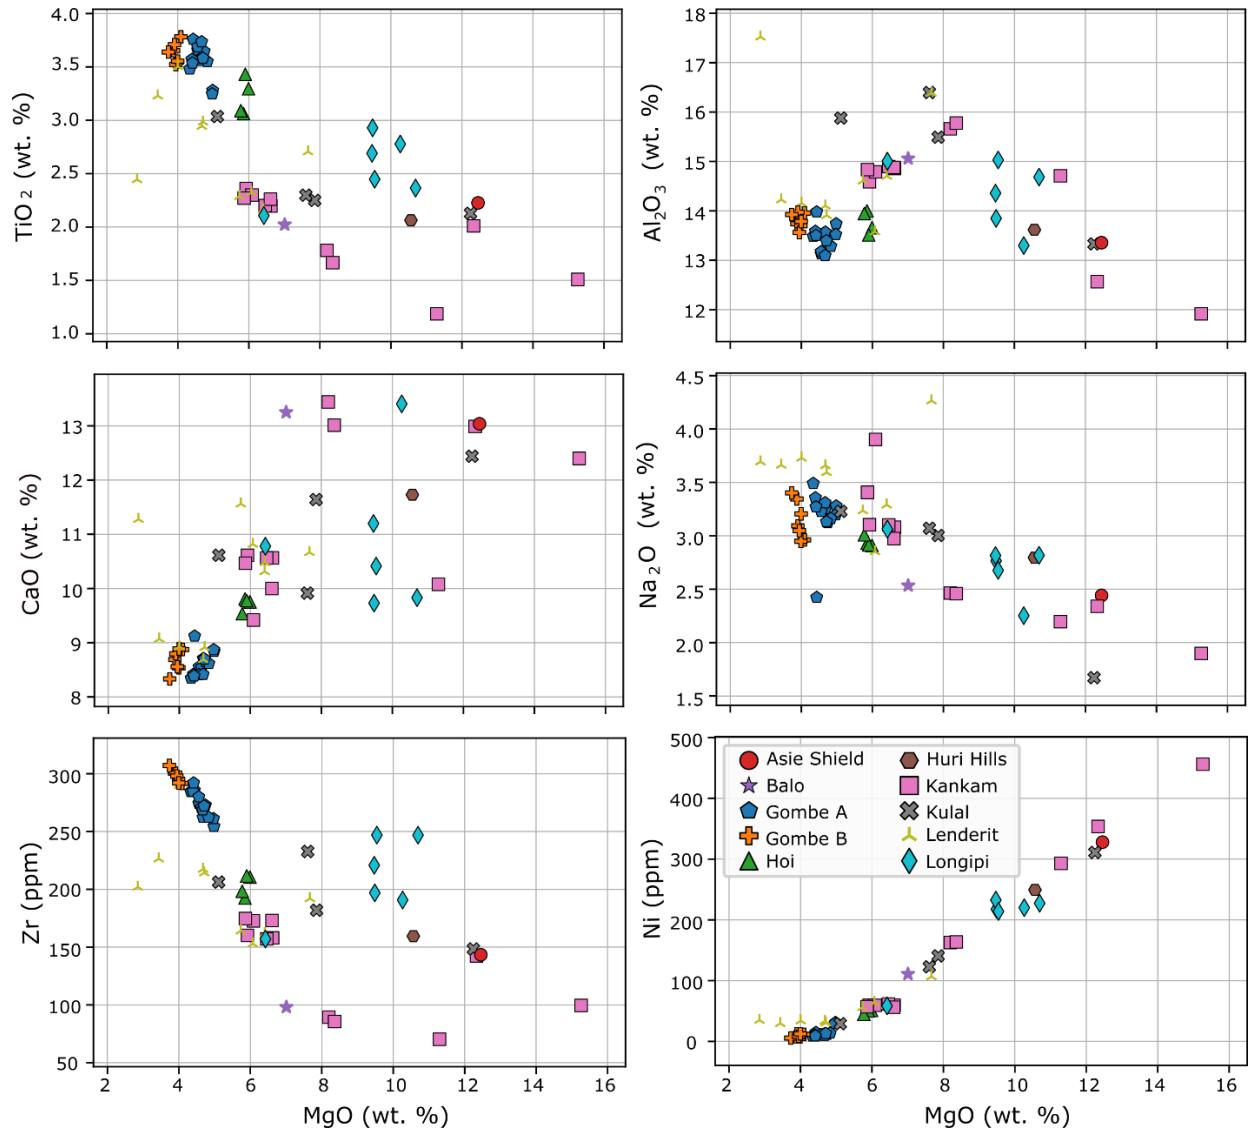 4.0
3.5
3.0
2.5
2.0
1.5
1.0
TiO2 (wt. %)
18
17
16
15
14
13
12
Al2O3 (wt. %)
13
12
11
10
9
8
CaO (wt. %)
4.5
4.0
3.5
3.0
2.5
2.0
1.5
Na2O (wt. %)
300
250
200
150
100
50
Zr (ppm)
2 4 6 8 10 12 14 16
MgO (wt. %)
500
400
300
200
100
0
Ni (ppm)
Asie Shield
Balo
Gombe A
Gombe B
Hoi
Huri Hills
Kankam
Kulal
Lenderit
Longipi
2 4 6 8 10 12 14 16
MgO (wt. %)